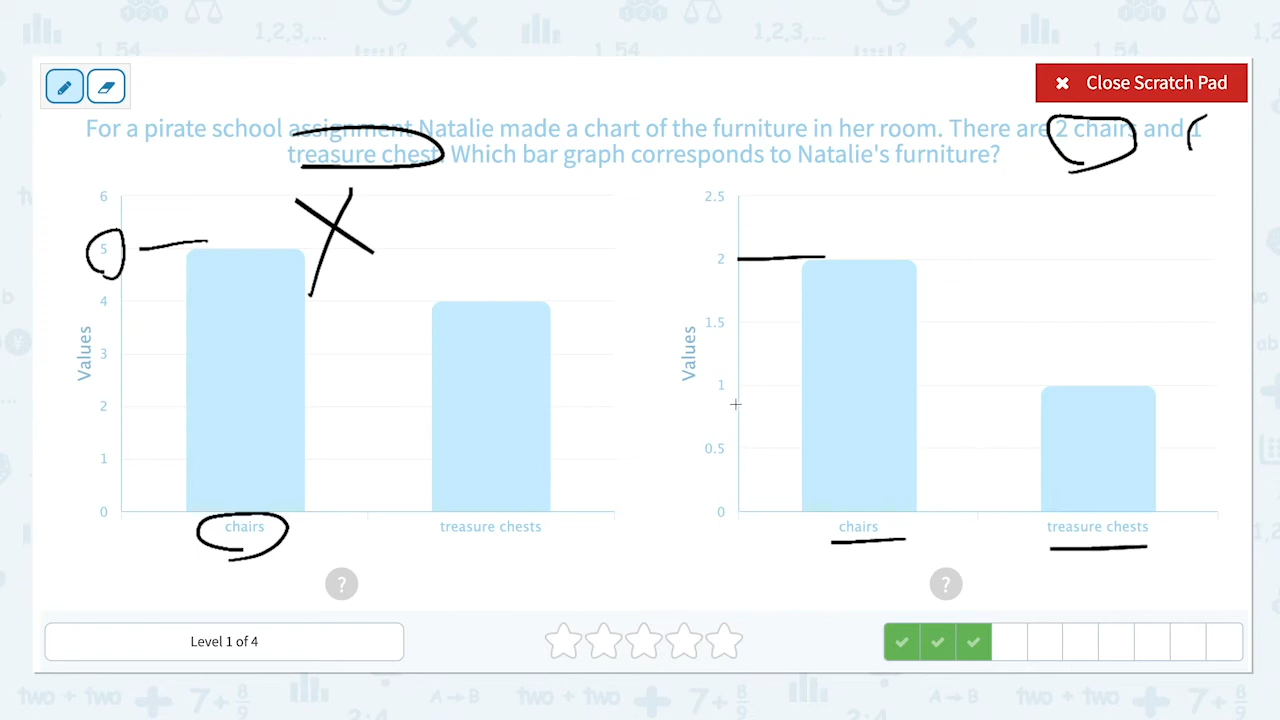 Close Scratch Pad
For a pirate school assignment Natalie made a chart of the furniture in her room. There are 2 chairs and 1
treasure chest. Which bar graph corresponds to Natalie's furniture?
6
5
4
3
2
1
0
Values
chairs
treasure chests
2.5
2
1.5
1
0.5
0
Values
chairs
treasure chests
?
?
Level 1 of 4